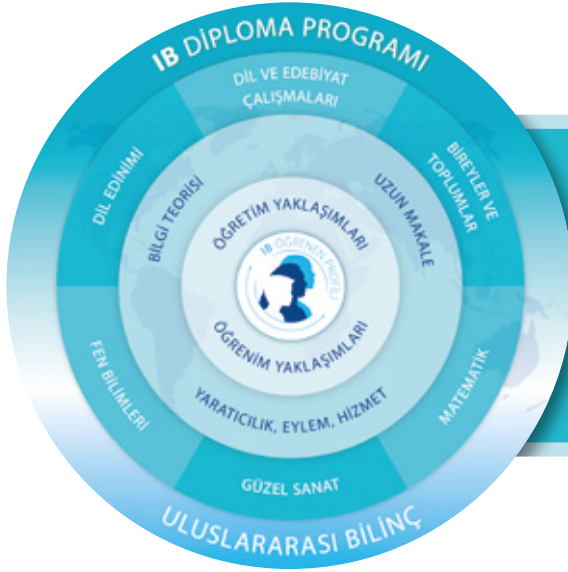 IB DİPLOMA PROGRAMI
DİL VE EDEBİYAT
ÇALIŞMALARI
DİL EDİNİMİ
BİREYLER VE
TOPLUMLAR
BİLGİ TEORİSİ
UZUN MAKALE
ÖĞRETİM YAKLAŞIMLARI
IB ÖĞRENEN PROFİLİ
ÖĞRENİM YAKLAŞIMLARI
YARATICILIK, EYLEM, HİZMET
FEN BİLİMLERİ
MATEMATİK
GÜZEL SANAT
ULUSLARARASI BİLİNÇ